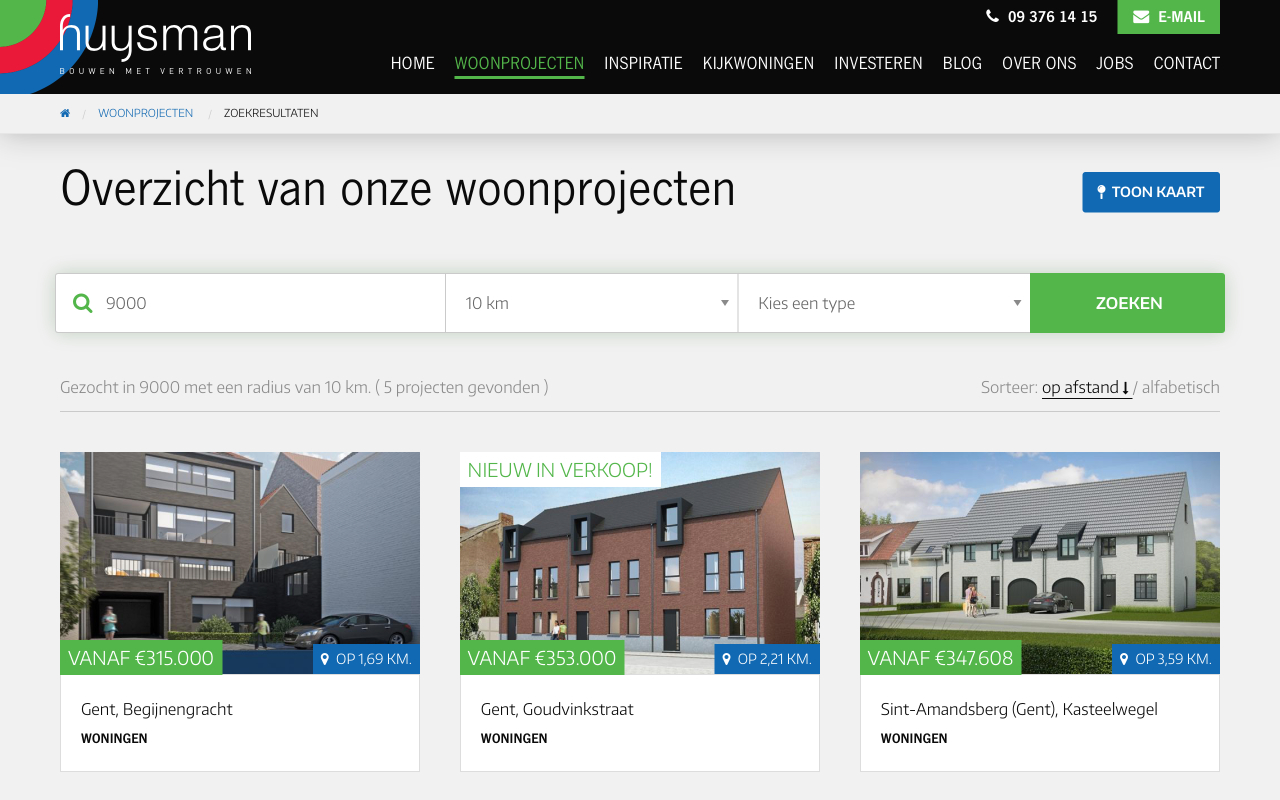 huysman
BOUWEN MET VERTROUWEN
09 376 14 15
E-MAIL
HOME
WOONPROJECTEN
INSPIRATIE
KIJKWONINGEN
INVESTEREN
BLOG
OVER ONS
JOBS
CONTACT
/ WOONPROJECTEN / ZOEKRESULTATEN
Overzicht van onze woonprojecten
TOON KAART
9000
10 km
Kies een type
ZOEKEN
Gezocht in 9000 met een radius van 10 km. ( 5 projecten gevonden )
Sorteer: op afstand / alfabetisch
VANAF €315.000
OP 1,69 KM.
Gent, Begijnengracht
WONINGEN
NIEUW IN VERKOOP!
VANAF €353.000
OP 2,21 KM.
Gent, Goudvinkstraat
WONINGEN
VANAF €347.608
OP 3,59 KM.
Sint-Amandsberg (Gent), Kasteelwegel
WONINGEN